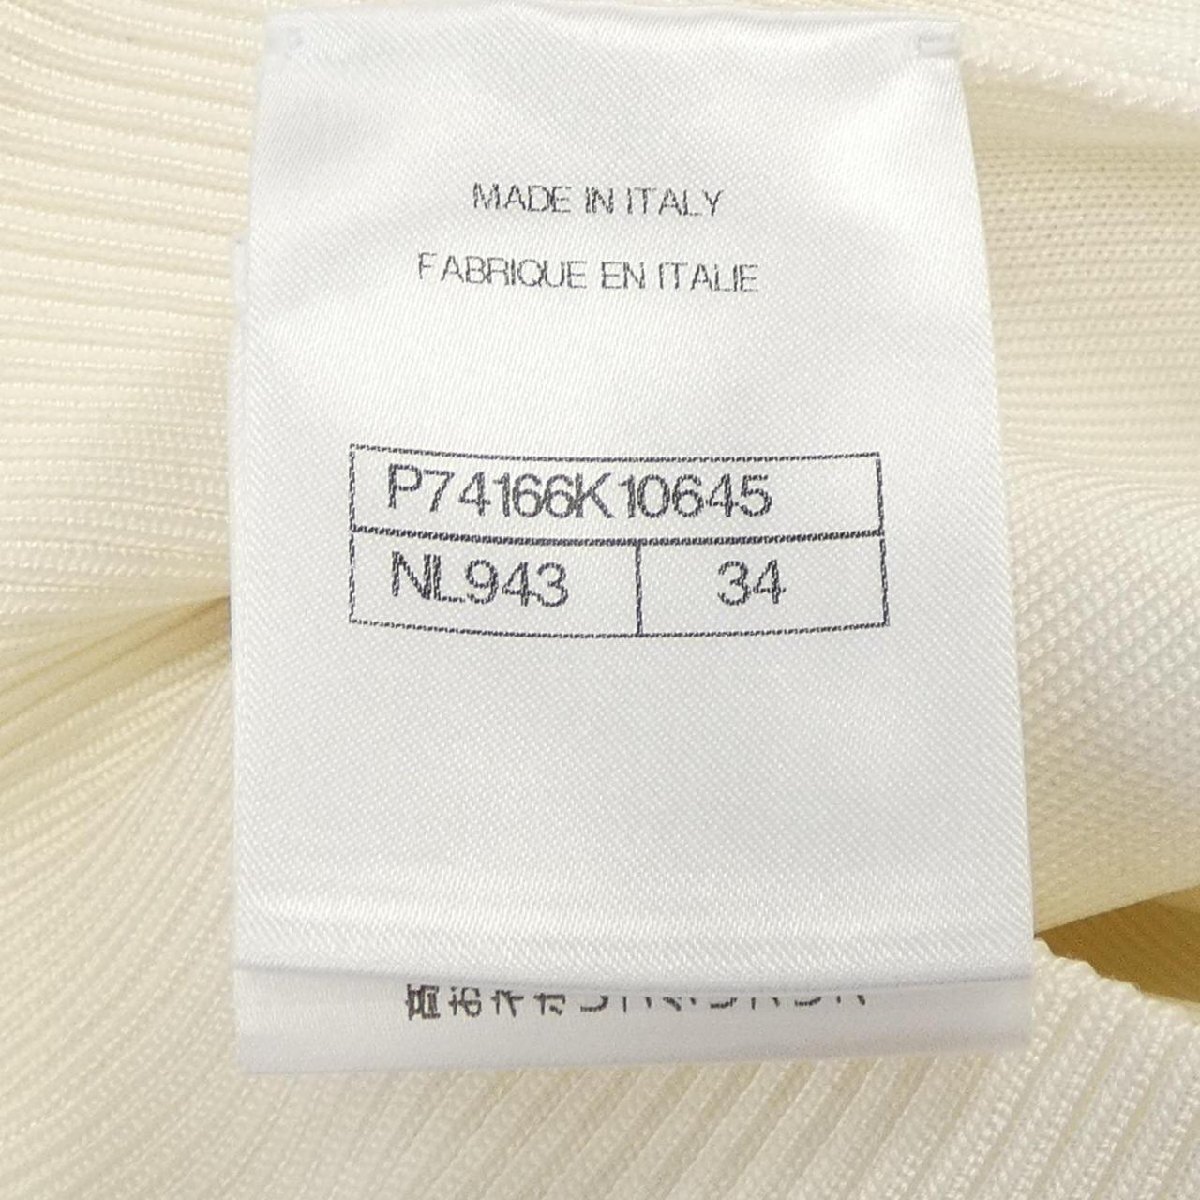 MADE IN ITALY
FABRIQUE EN ITALIE
P74166K10645
NL943 34